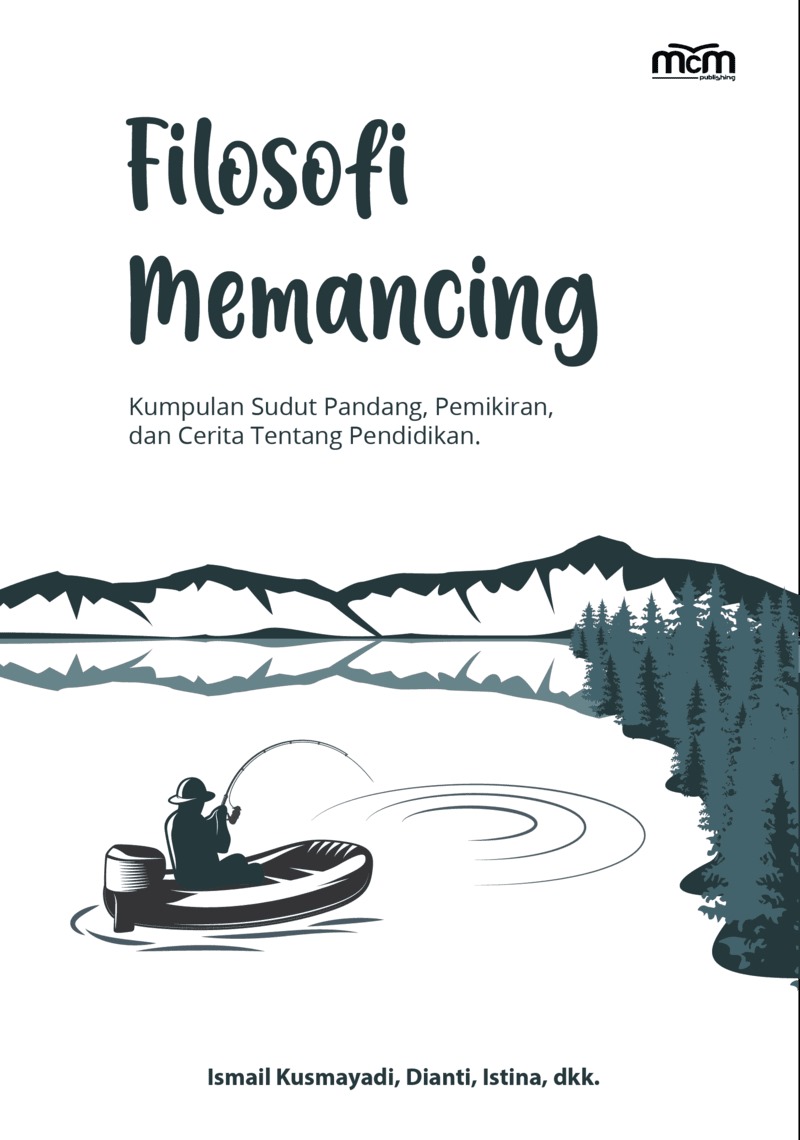 mcm
publishing
Filosofi
Memancing
Kumpulan Sudut Pandang, Pemikiran,
dan Cerita Tentang Pendidikan.
Ismail Kusmayadi, Dianti, Istina, dkk.